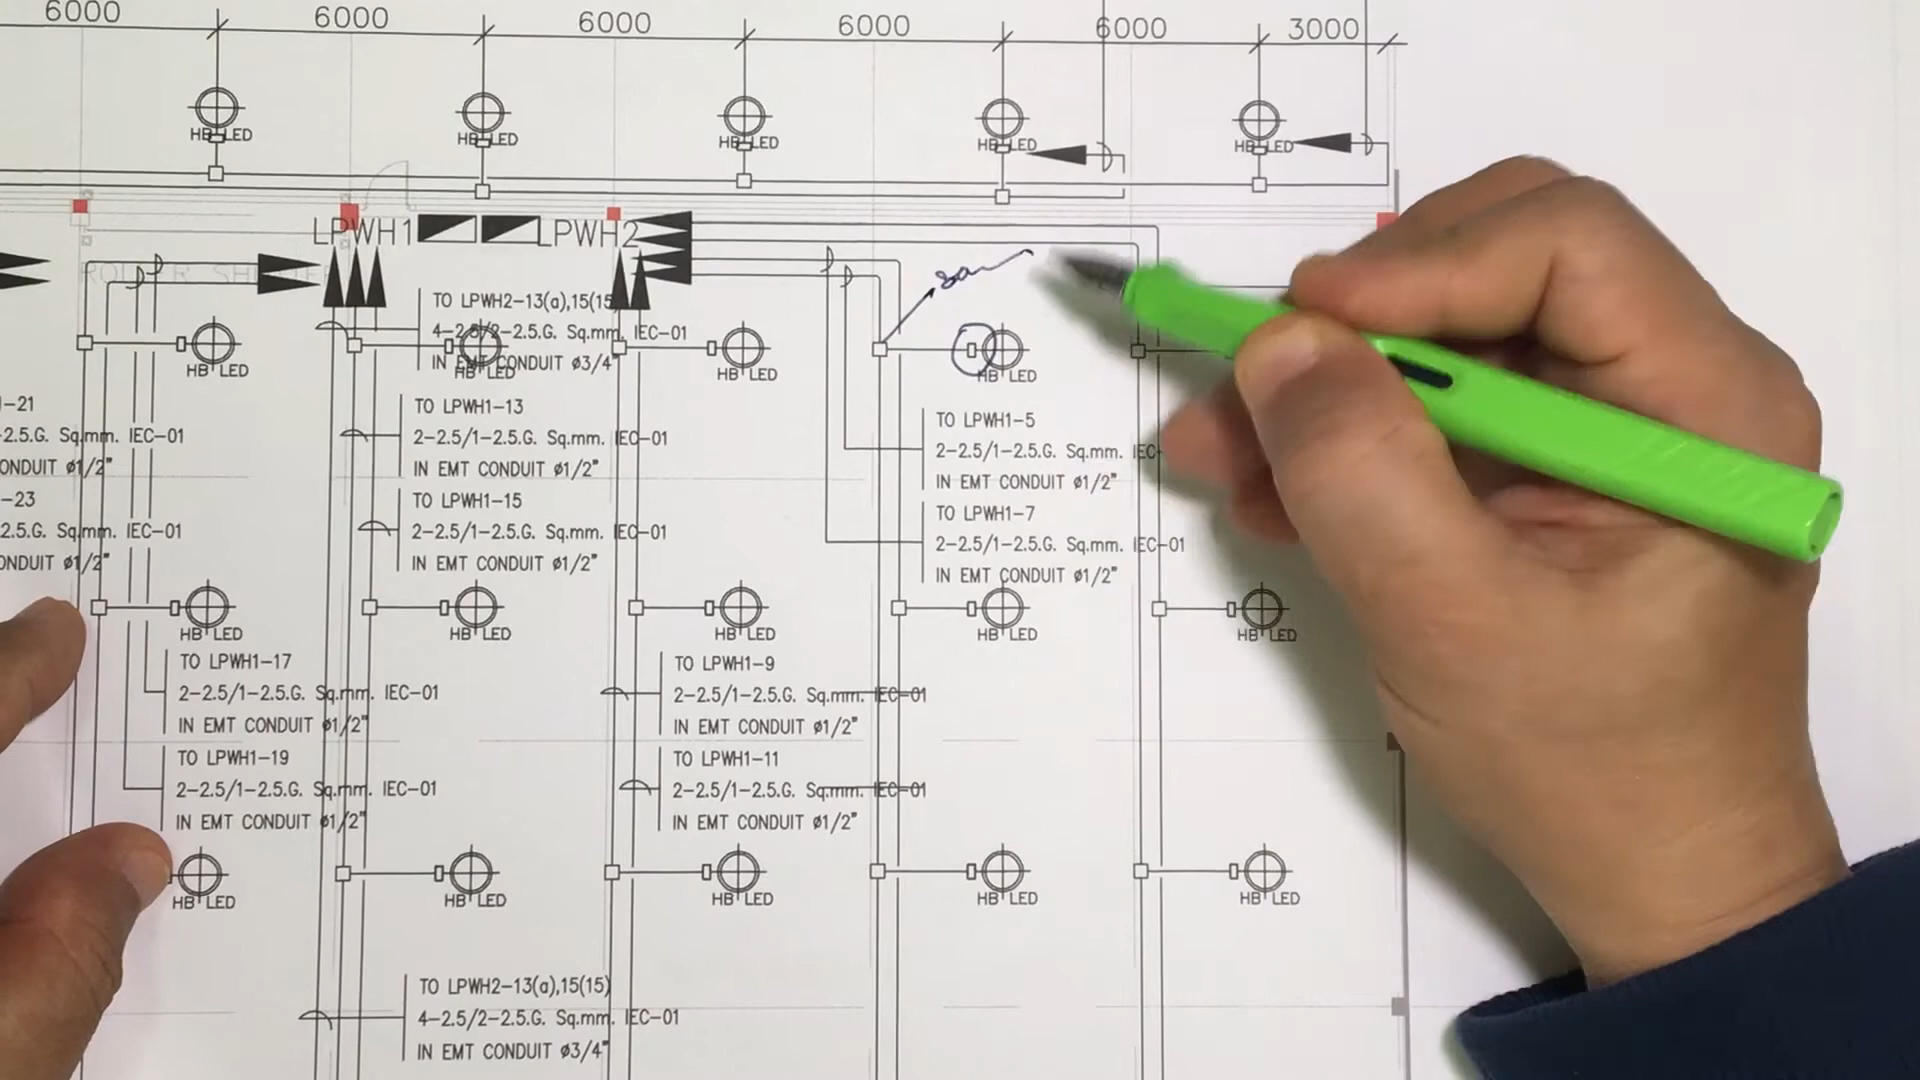 6000
6000
6000
6000
6000
3000
HB LED
HB LED
HB LED
HB LED
HB LED
LPWH1
LPWH2
TO LPWH2-13(a),15(15
4-2.5/2-2.5.G. Sq.mm. IEC-01
IN EMT CONDUIT ø3/4"
HB LED
HB LED
HB LED
HB LED
-21
-2.5.G. Sq.mm. IEC-01
ONDUIT ø1/2"
-23
2.5.G. Sq.mm. IEC-01
ONDUIT ø1/2"
TO LPWH1-13
2-2.5/1-2.5.G. Sq.mm. IEC-01
IN EMT CONDUIT ø1/2"
TO LPWH1-15
2-2.5/1-2.5.G. Sq.mm. IEC-01
IN EMT CONDUIT ø1/2"
TO LPWH1-5
2-2.5/1-2.5.G. Sq.mm. IEC-
IN EMT CONDUIT ø1/2"
TO LPWH1-7
2-2.5/1-2.5.G. Sq.mm. IEC-01
IN EMT CONDUIT ø1/2"
HB LED
HB LED
HB LED
HB LED
HB LED
TO LPWH1-17
2-2.5/1-2.5.G. Sq.mm. IEC-01
IN EMT CONDUIT ø1/2"
TO LPWH1-19
2-2.5/1-2.5.G. Sq.mm. IEC-01
IN EMT CONDUIT ø1/2"
TO LPWH1-9
2-2.5/1-2.5.G. Sq.mm. IEC-01
IN EMT CONDUIT ø1/2"
TO LPWH1-11
2-2.5/1-2.5.G. Sq.mm. IEC-01
IN EMT CONDUIT ø1/2"
HB LED
HB LED
HB LED
HB LED
HB LED
TO LPWH2-13(a),15(15)
4-2.5/2-2.5.G. Sq.mm. IEC-01
IN EMT CONDUIT ø3/4"